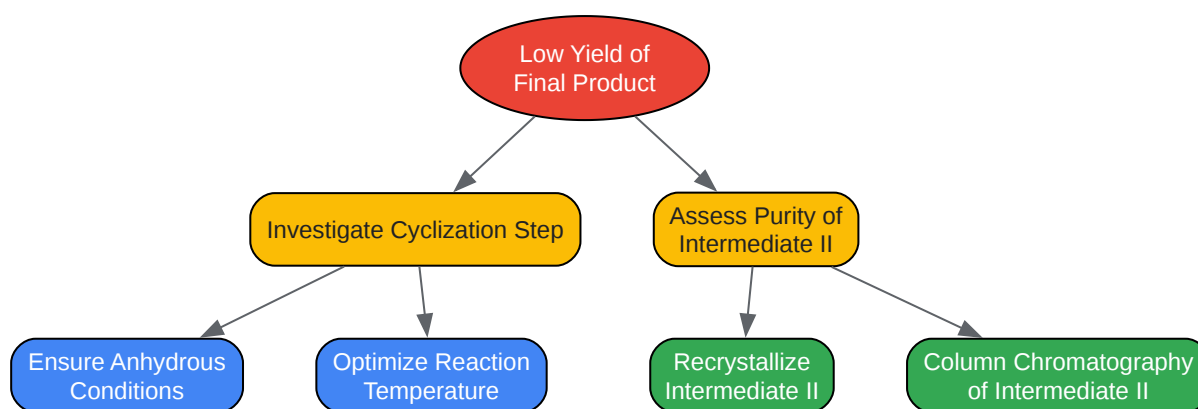 Low Yield of
Final Product
Investigate Cyclization Step
Assess Purity of
Intermediate II
Ensure Anhydrous
Conditions
Optimize Reaction
Temperature
Recrystallize
Intermediate II
Column Chromatography
of Intermediate II